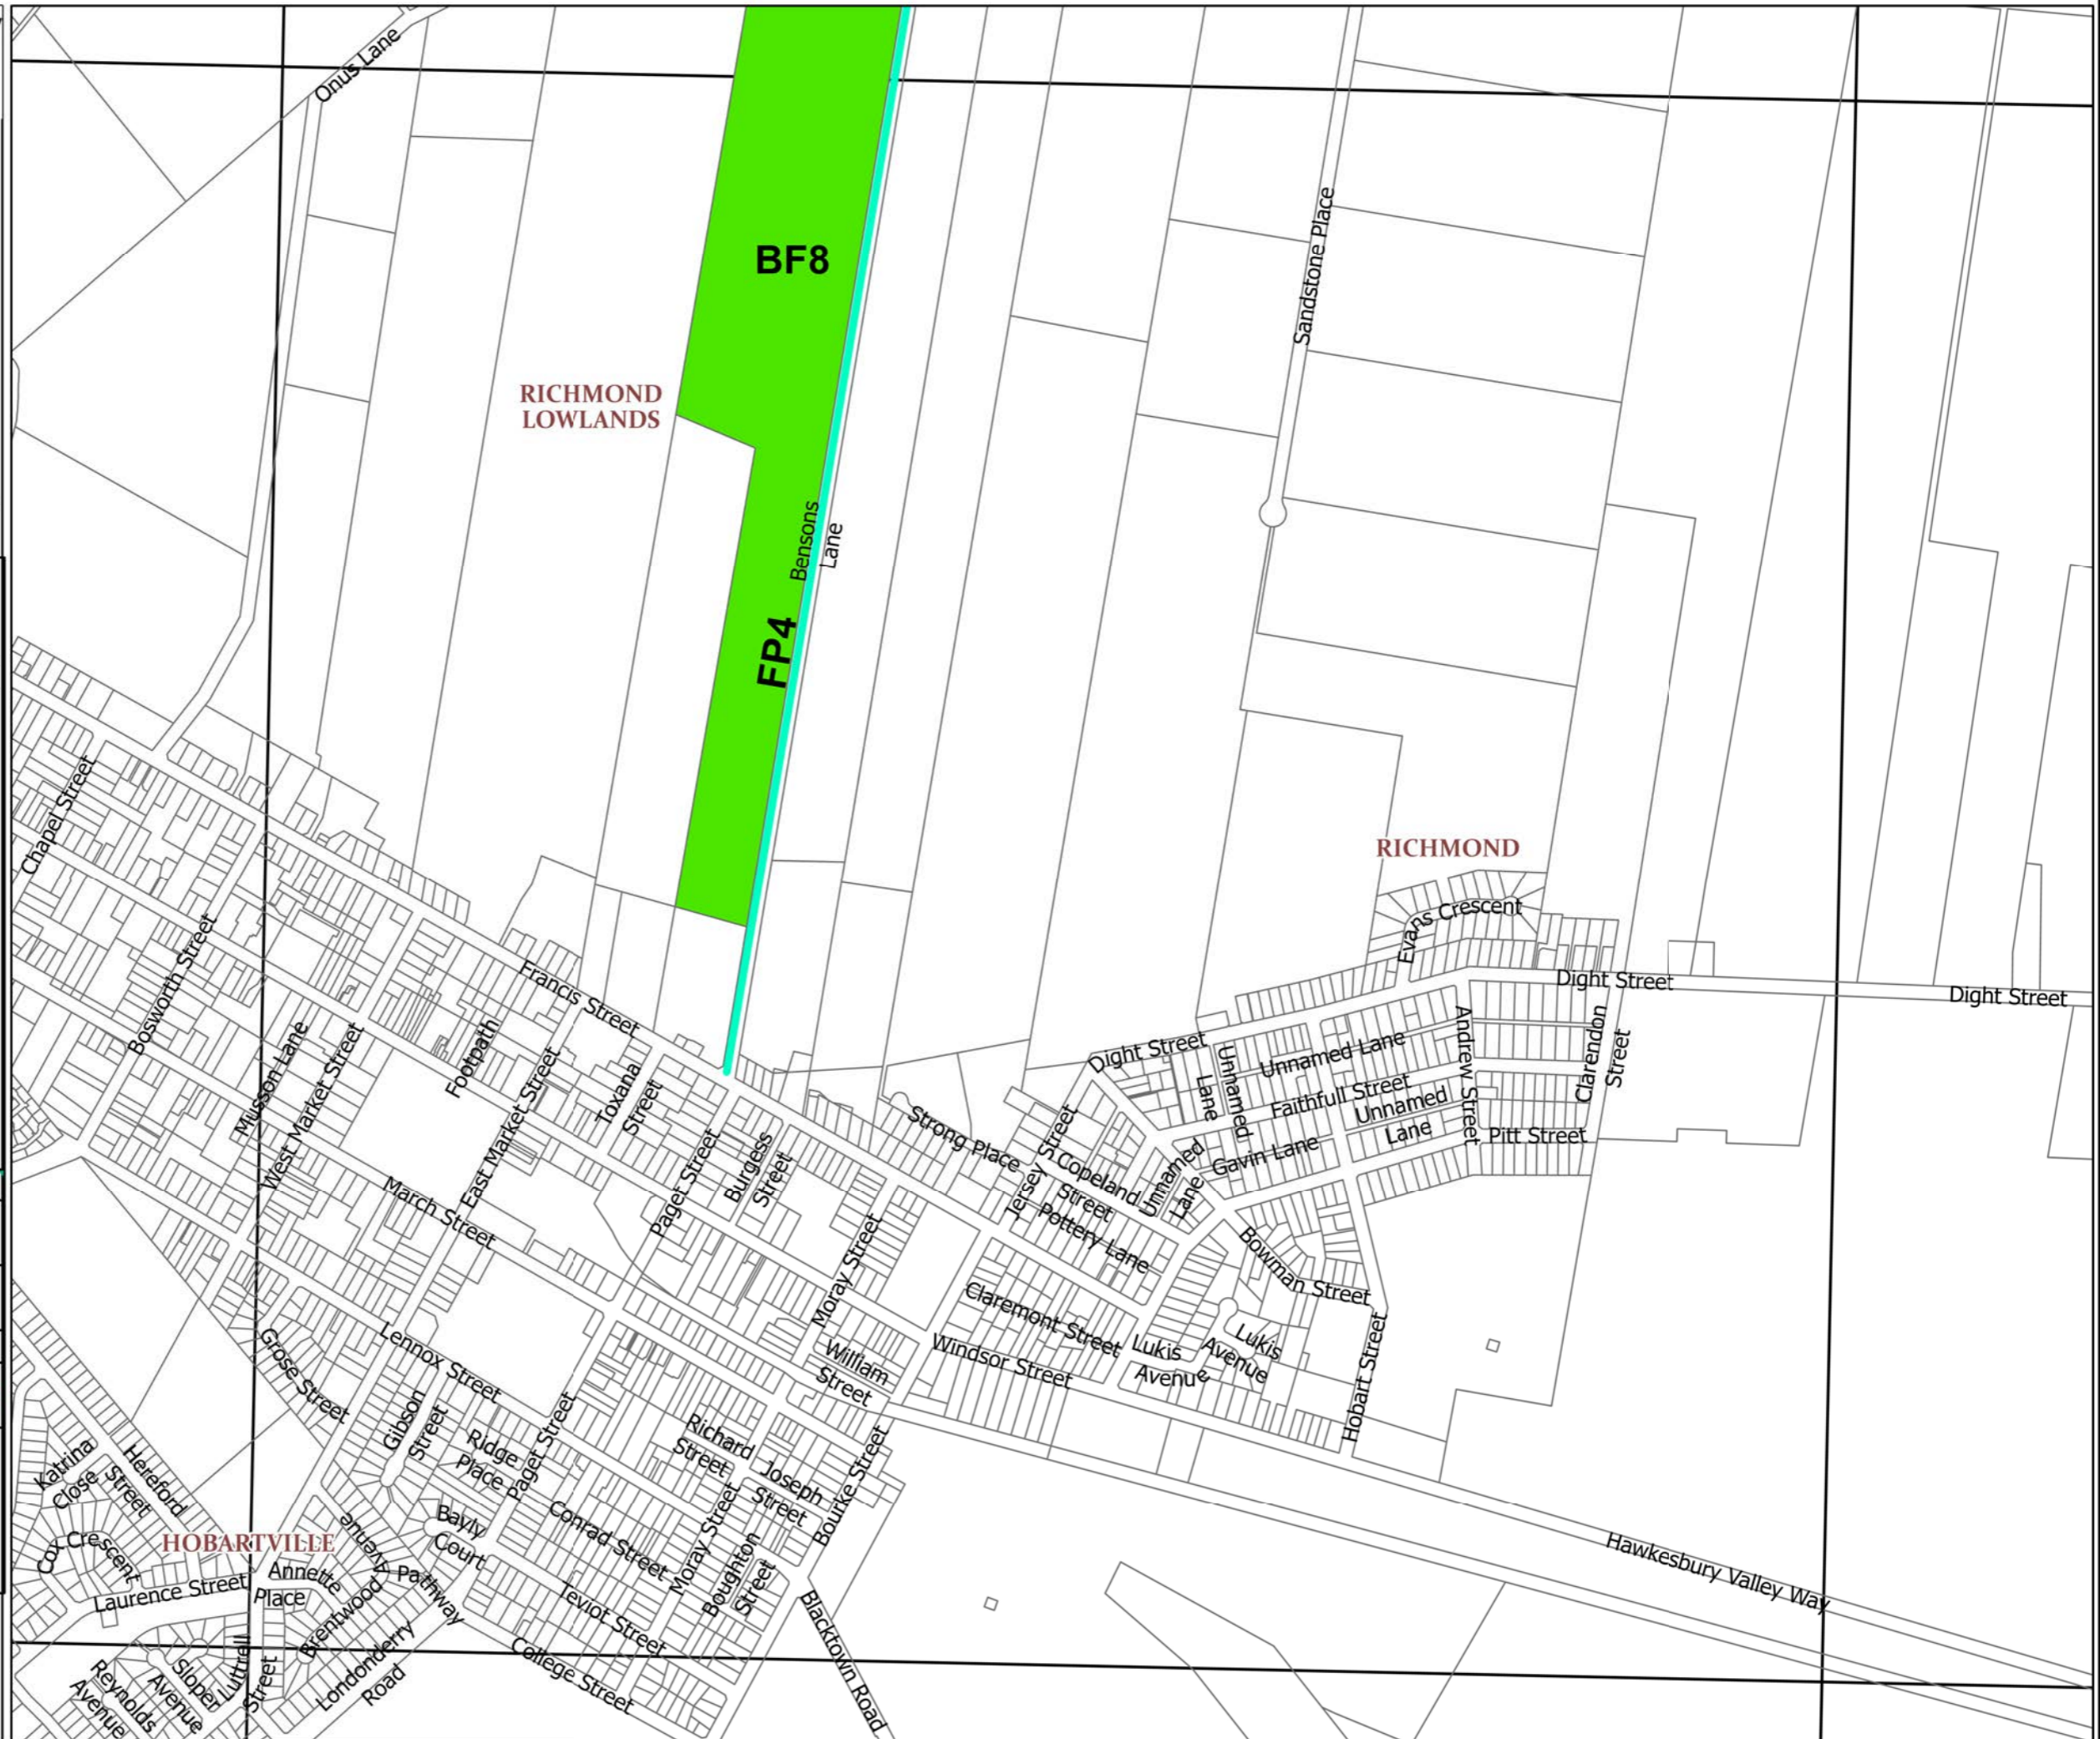 Onus Lane
BF8
Sandstone Place
RICHMOND
LOWLANDS
Bensons
Lane
FP4
Chapel Street
RICHMOND
Evans Crescent
Bosworth Street
Francis Street
Dight Street
Dight Street
Musson Lane
West Market Street
Footpath
East Market Street
Toxana
Street
Dight Street
Unnamed
Lane
Unnamed Lane
Andrew Street
Clarendon
Street
Faithfull Street
Unnamed
Lane
Pitt Street
Strong Place
Jersey Street
Gavin Lane
Paget Street
Burgess
Street
Copeland
Street
Unnamed
Lane
Pottery Lane
March Street
Moray Street
Bowman Street
Claremont Street
Lukis
Avenue
Lukis
Avenue
Windsor Street
Hobart Street
Grose Street
Lennox Street
William
Street
Gibson
Street
Ridge
Place
Paget Street
Richard
Street
Joseph
Street
Bourke Street
Katrina
Close
Hereford
Street
Bayly
Court
Conrad Street
Moray Street
Boughton
Street
HOBARTVILLE
Cox Crescent
Laurence Street
Annette
Place
Brentwood Avenue
Pathway
Teviot Street
Hawkesbury Valley Way
Londonderry
Road
College Street
Blacktown Road
Luttrell
Street
Sloper
Avenue
Reynolds
Avenue